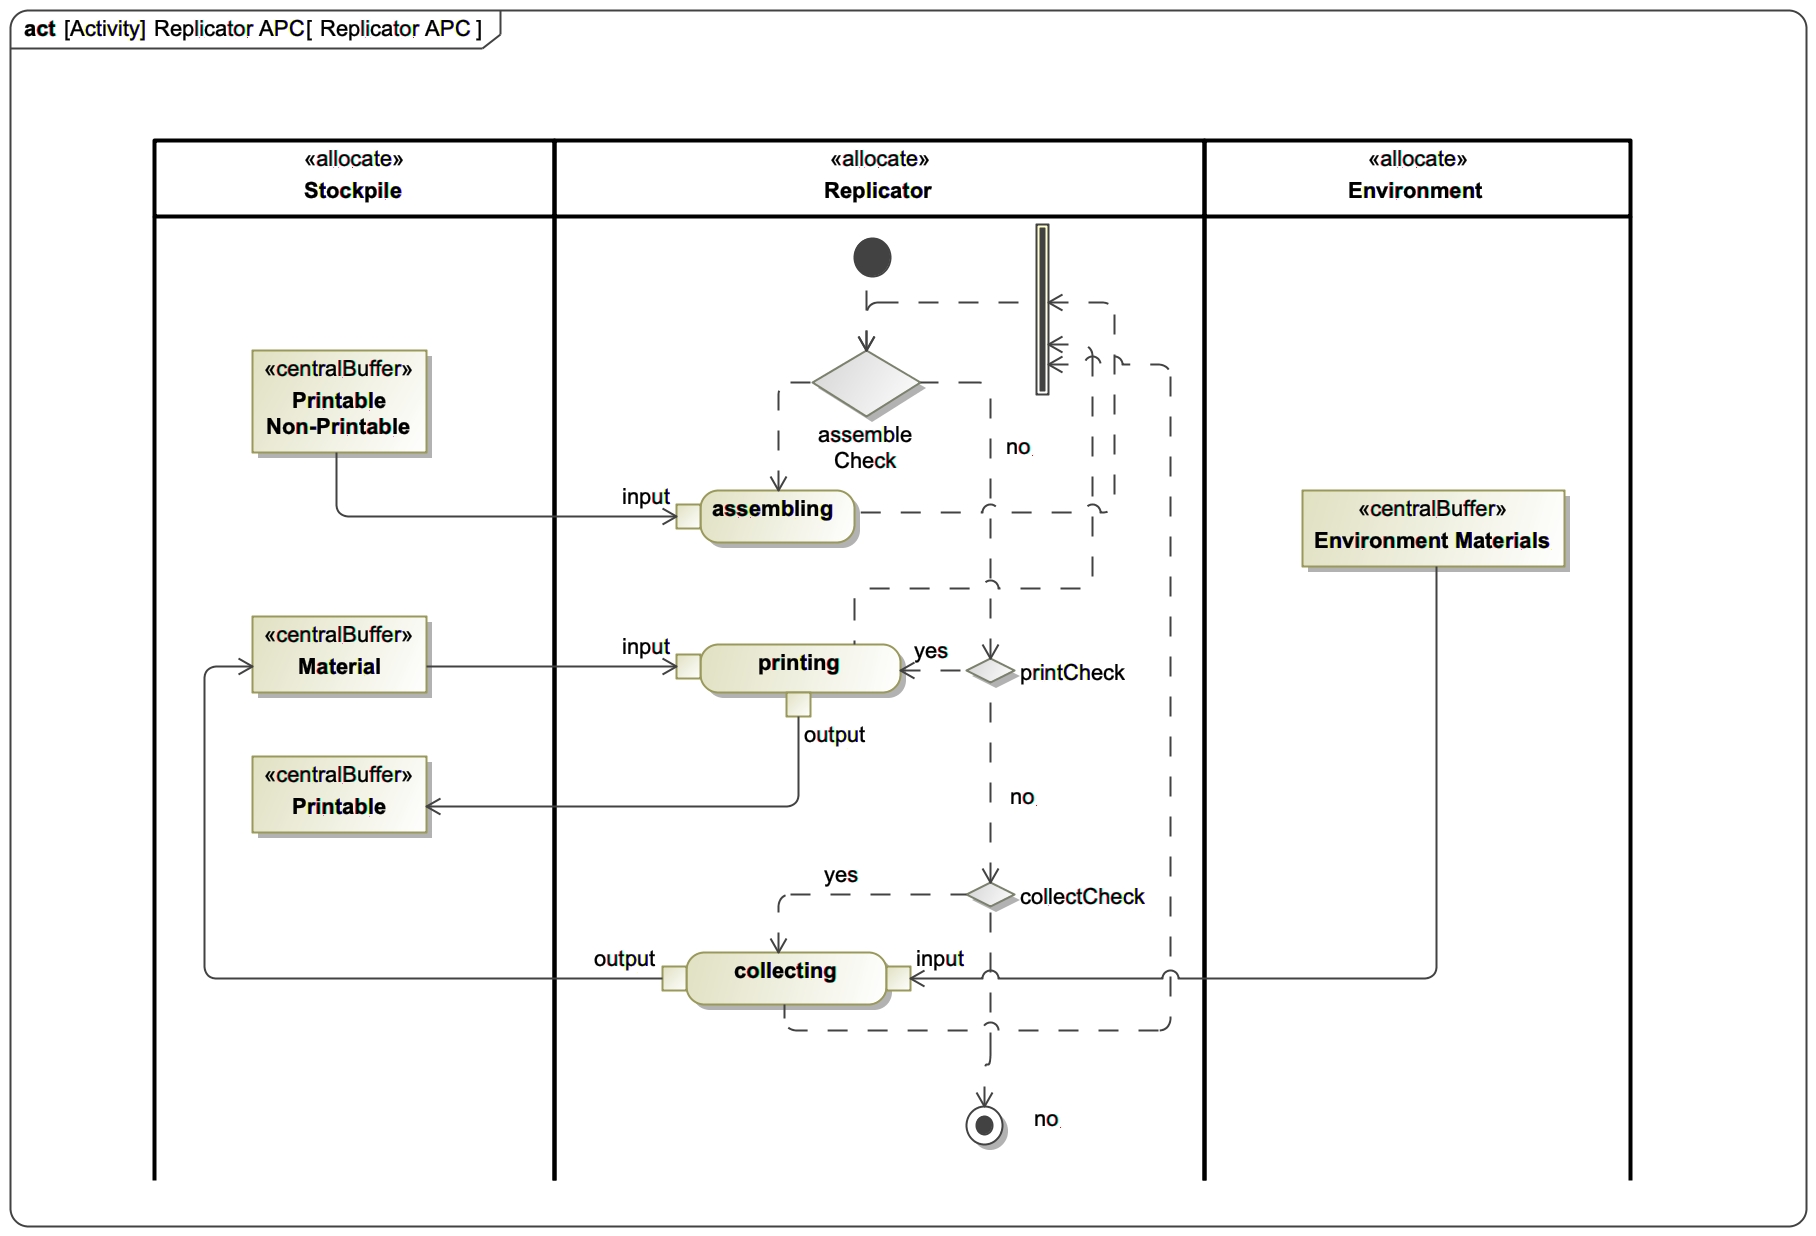 act [Activity] Replicator APC[ Replicator APC ]
«allocate»
Stockpile
«allocate»
Replicator
«allocate»
Environment
«centralBuffer»
Printable
Non-Printable
assemble
Check
no
input
assembling
«centralBuffer»
Environment Materials
«centralBuffer»
Material
input
printing
yes
printCheck
output
«centralBuffer»
Printable
no
yes
collectCheck
output
collecting
input
no